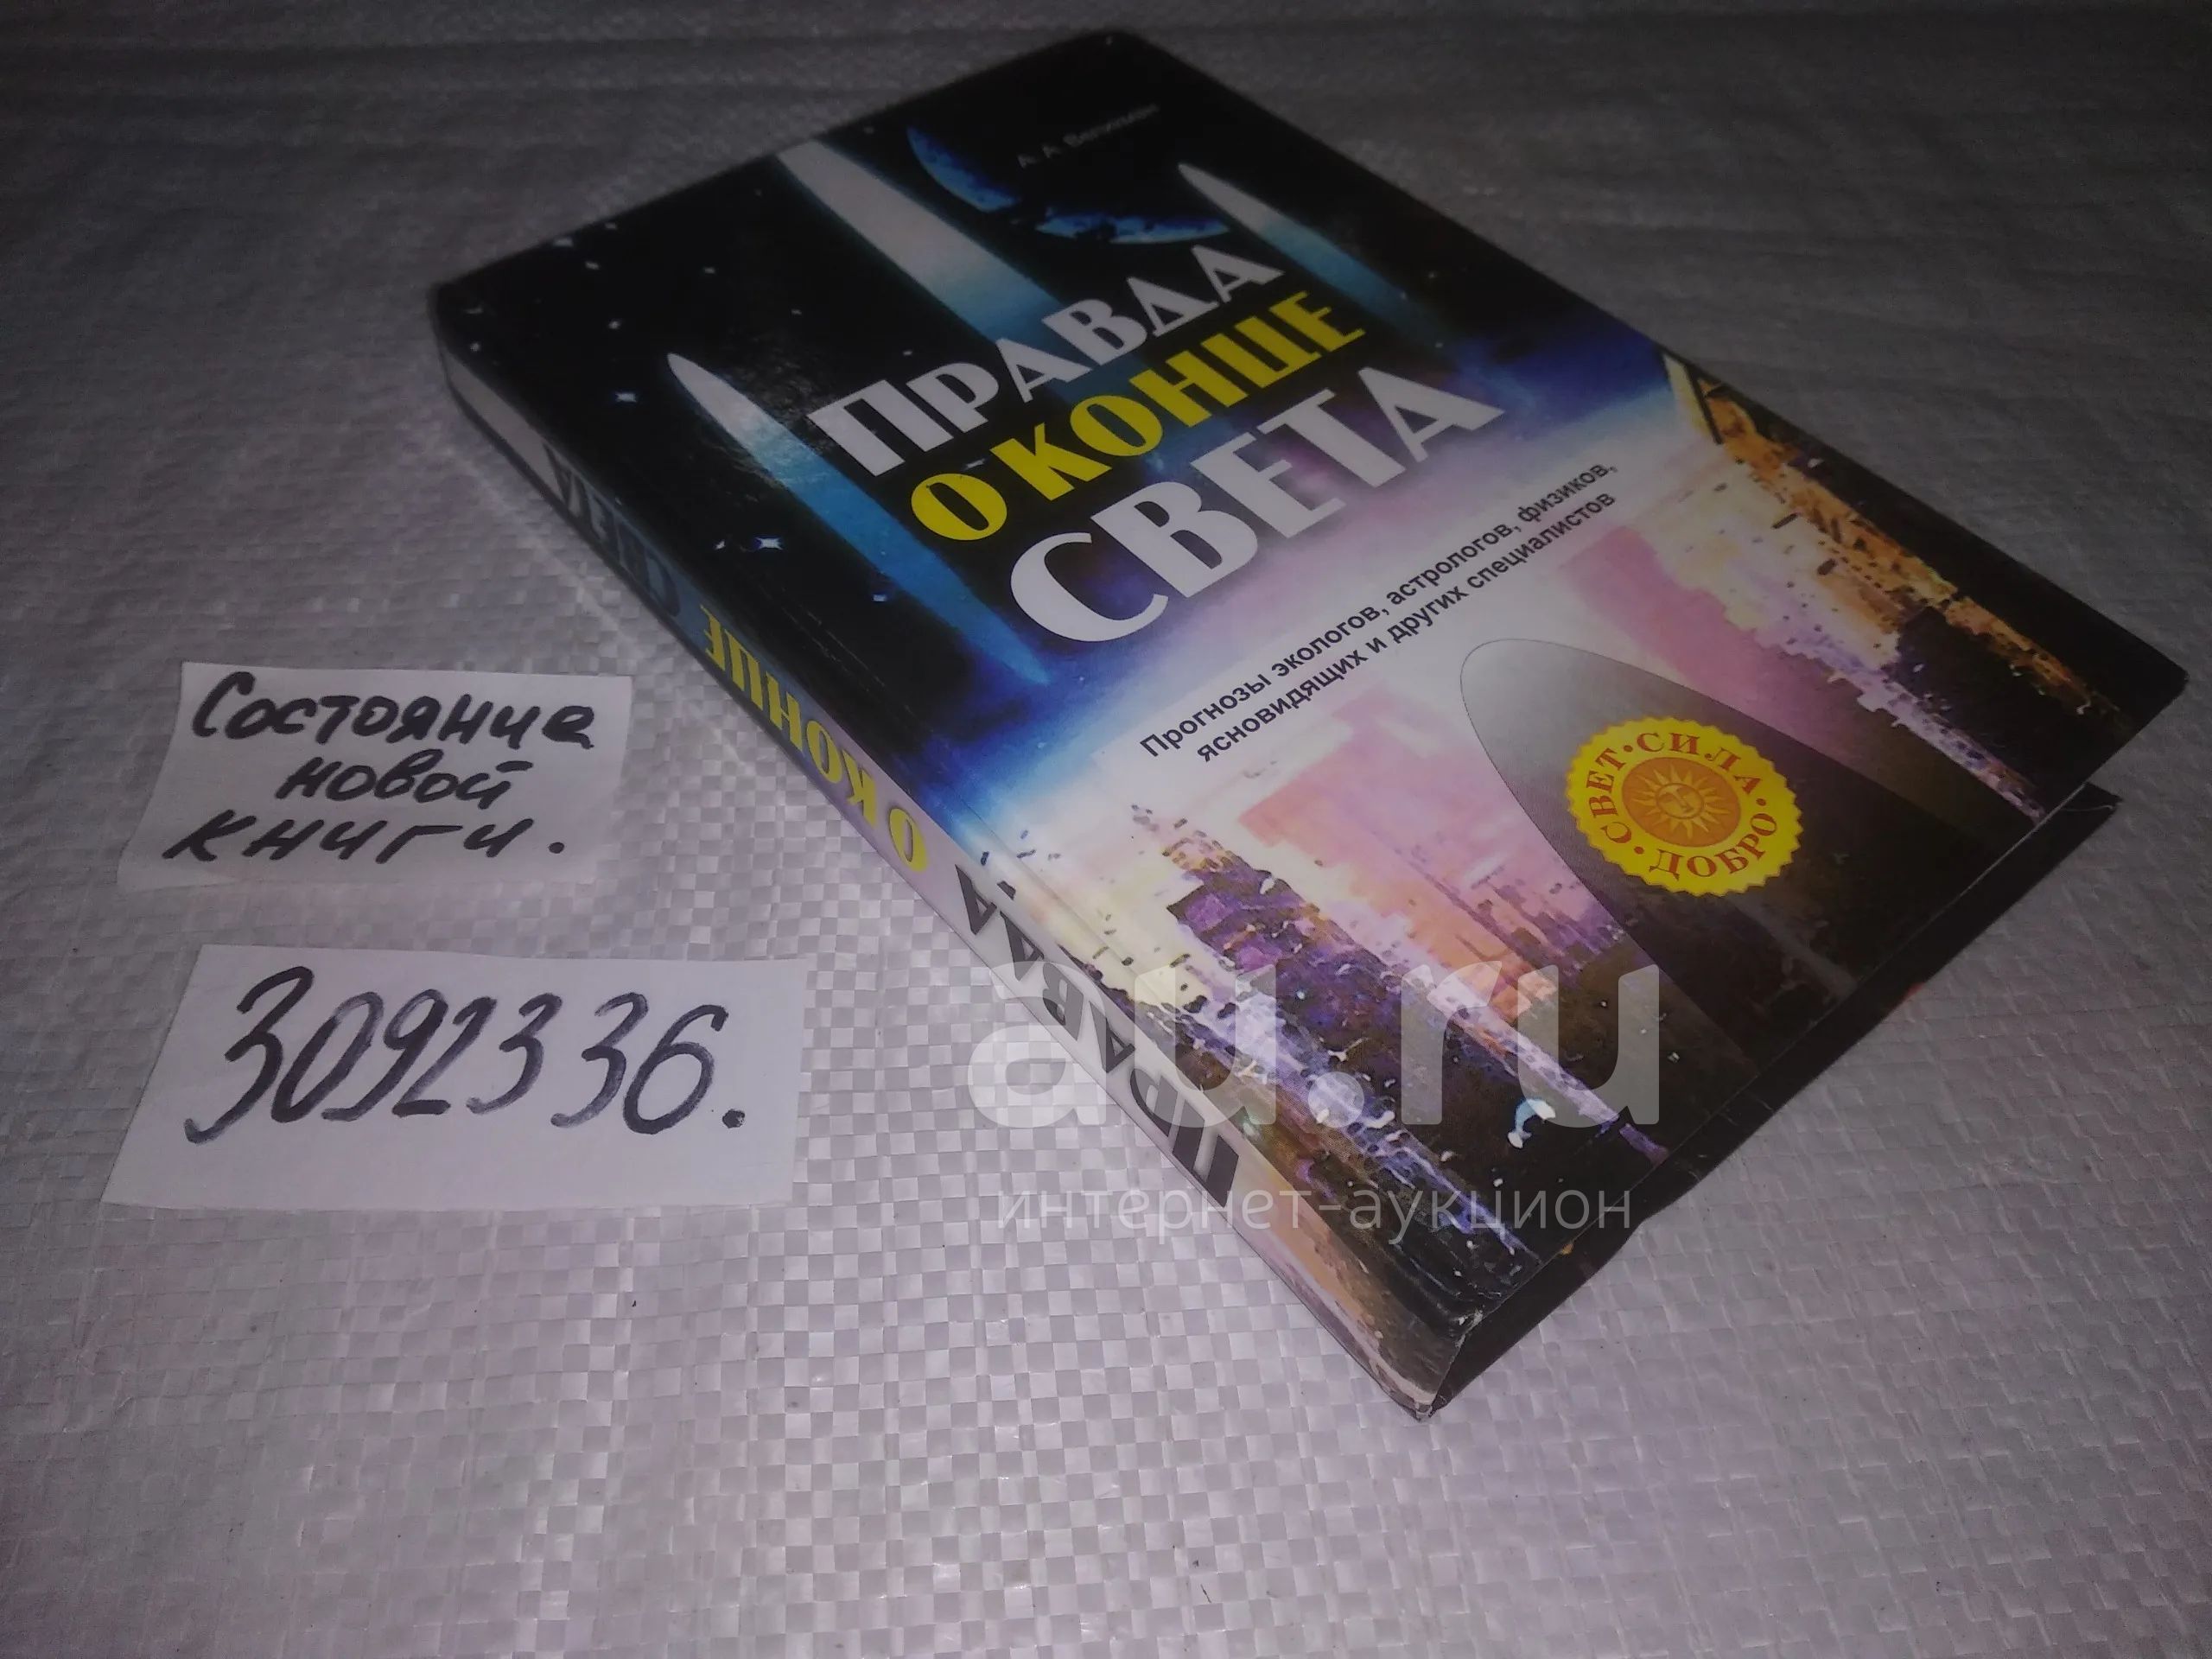 ПРАВДА
О КОНЦЕ
СВЕТА
Прогнозы экологов, астрологов, физиков,
ясновидящих и других специалистов
СВЕТ • СИЛА • ДОБРО •
ПРАВДА О КОНЦЕ СВЕТА
Состояние
новой
книги.
3092336.
au.ru
интернет-аукцион